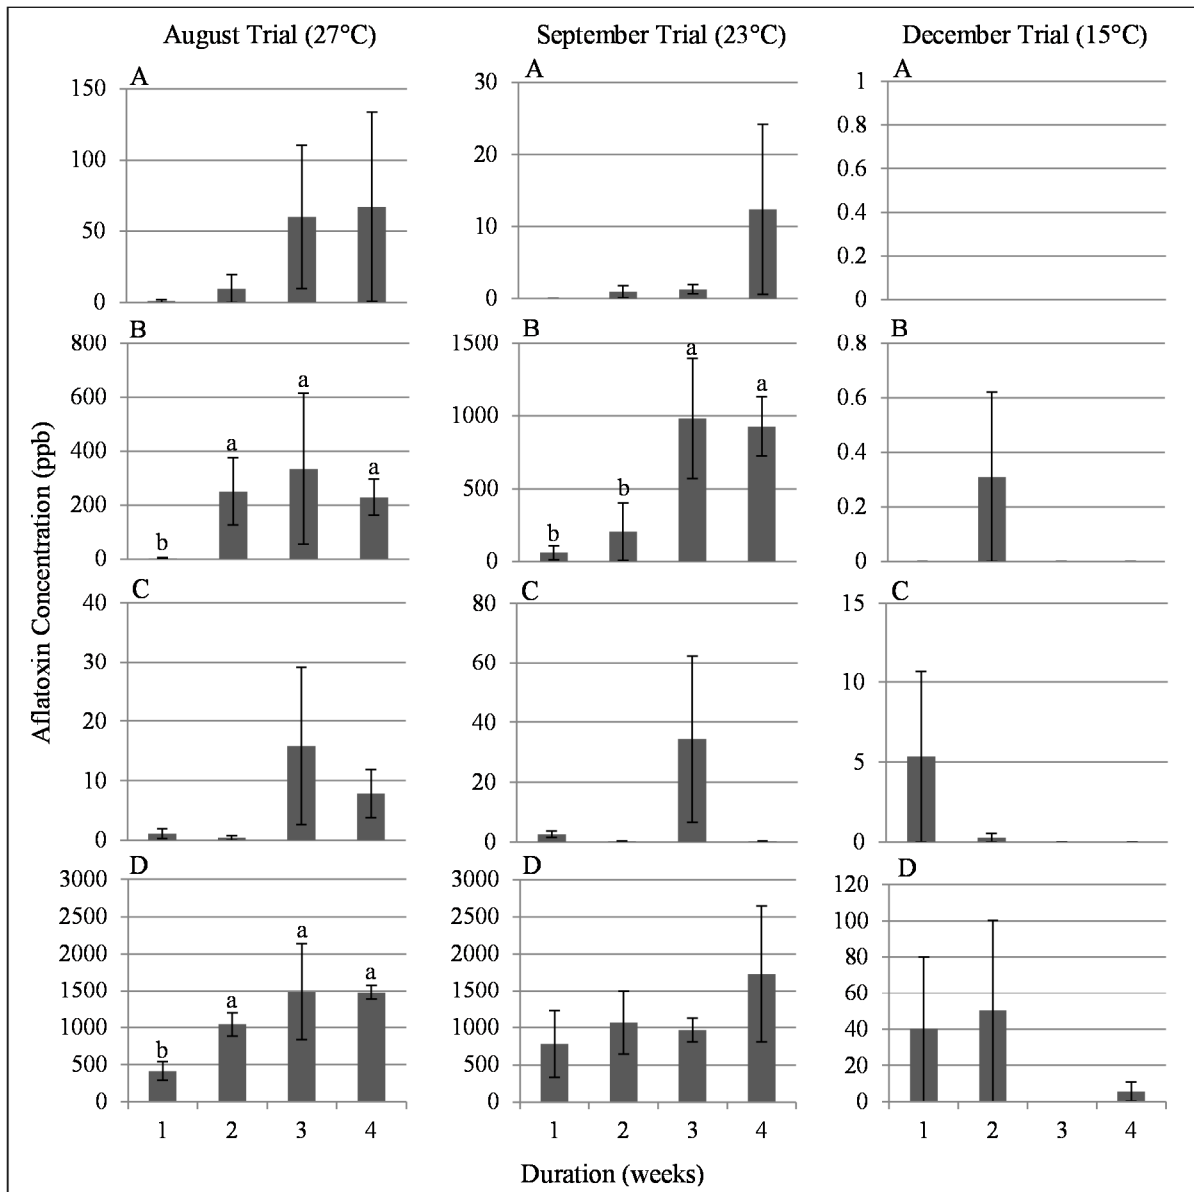 August Trial (27°C) September Trial (23°C) December Trial (15°C)
A A A
150 30 1
100 20 0.8
50 10 0.6
0 0 0.4
0.2
0
B B B
800 1500 0.8
600 1000 0.6
400 500 0.4
200 0 0.2
0 0
b a a a
b b a a
C C C
40 80 15
30 60 10
20 40 5
10 20 0
0 0
D D D
3000 3000 120
2500 2500 100
2000 2000 80
1500 1500 60
1000 1000 40
500 500 20
0 0 0
b a a a
1 2 3 4 1 2 3 4 1 2 3 4
Aflatoxin Concentration (ppb)
Duration (weeks)